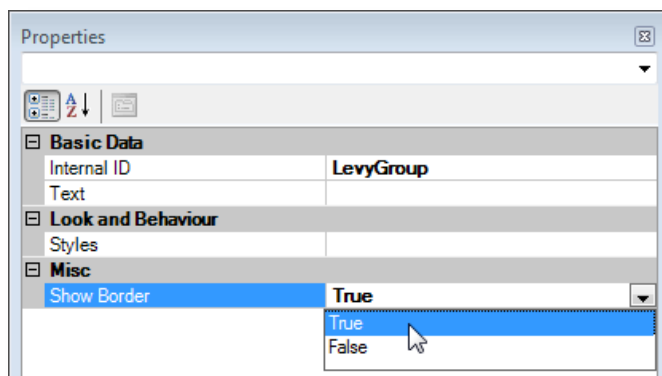 Properties
A
Z
Basic Data
Internal ID LevyGroup
Text
Look and Behaviour
Styles
Misc
Show Border True
True
False